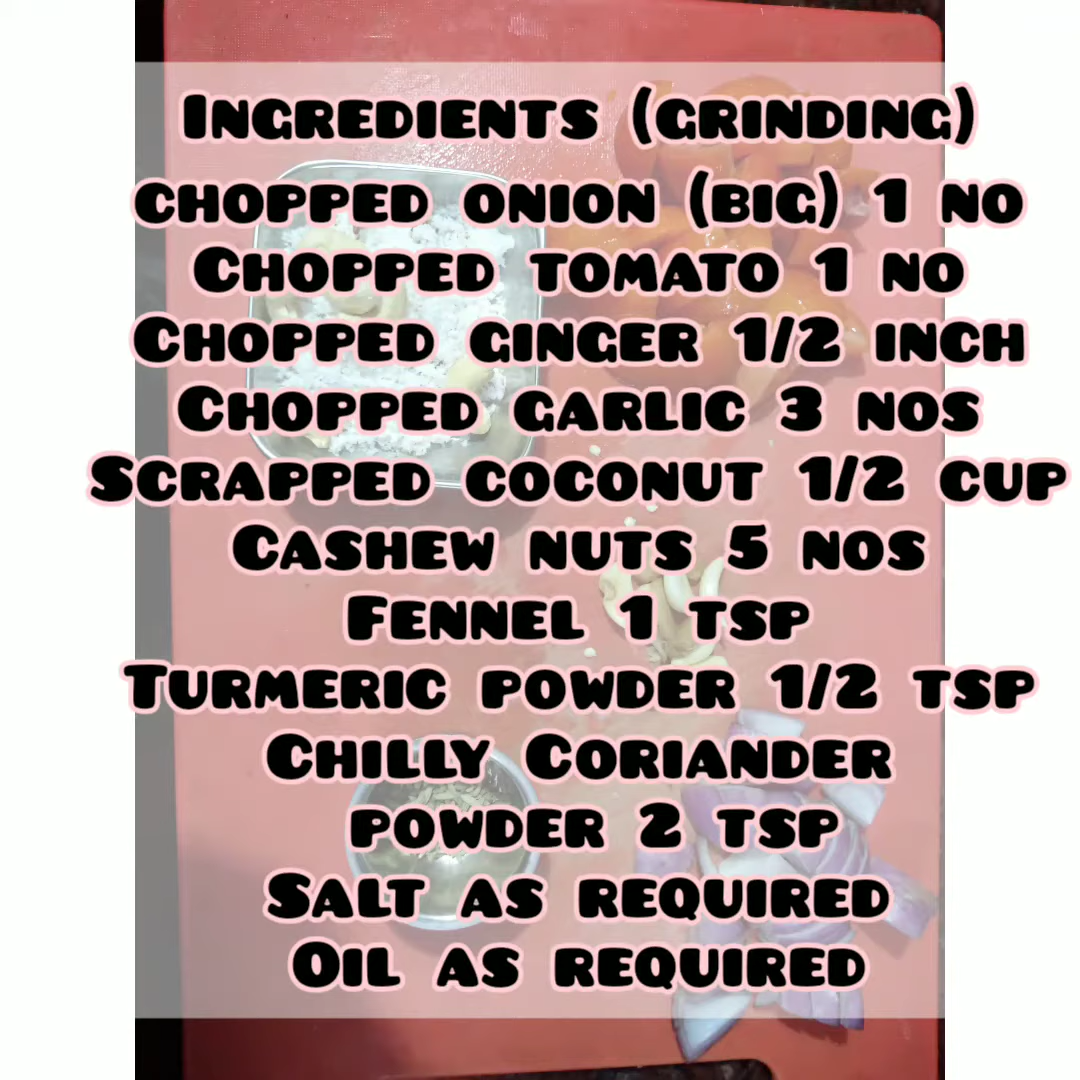 Ingredients (grinding)
chopped onion (big) 1 no
Chopped tomato 1 no
Chopped ginger 1/2 inch
Chopped garlic 3 nos
Scrapped coconut 1/2 cup
Cashew nuts 5 nos
Fennel 1 tsp
Turmeric powder 1/2 tsp
Chilly Coriander
powder 2 tsp
Salt as required
Oil as required